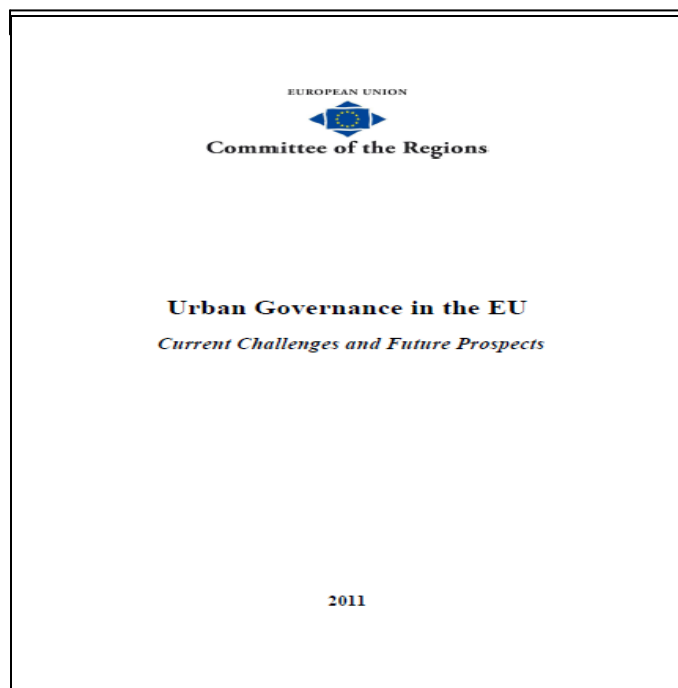 EUROPEAN UNION
Committee of the Regions
Urban Governance in the EU
Current Challenges and Future Prospects
2011